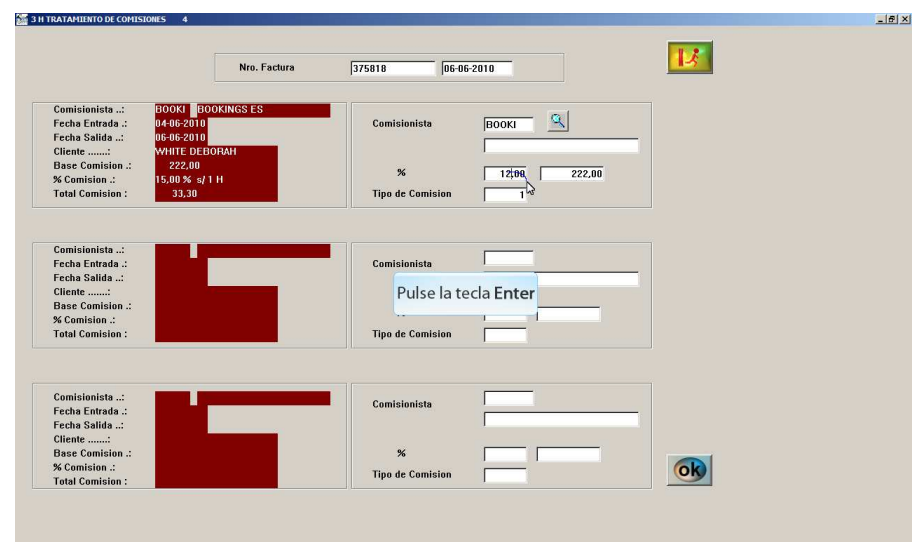 3 H TRATAMIENTO DE COMISIONES 4
Nro. Factura 375818 06-06-2010
Comisionista ..: BOOKI BOOKINGS ES
Fecha Entrada .: 04-06-2010
Fecha Salida ..: 06-06-2010
Cliente .......: WHITE DEBORAH
Base Comision .: 222,00
% Comision .: 15,00 % s/ 1 H
Total Comision : 33,30
Comisionista BOOKI
% 12,00 222,00
Tipo de Comision 1
Comisionista ..:
Fecha Entrada .:
Fecha Salida ..:
Cliente .......:
Base Comision .:
% Comision .:
Total Comision :
Comisionista
Pulse la tecla Enter
Tipo de Comision
Comisionista ..:
Fecha Entrada .:
Fecha Salida ..:
Cliente .......:
Base Comision .:
% Comision .:
Total Comision :
Comisionista
%
Tipo de Comision
ok